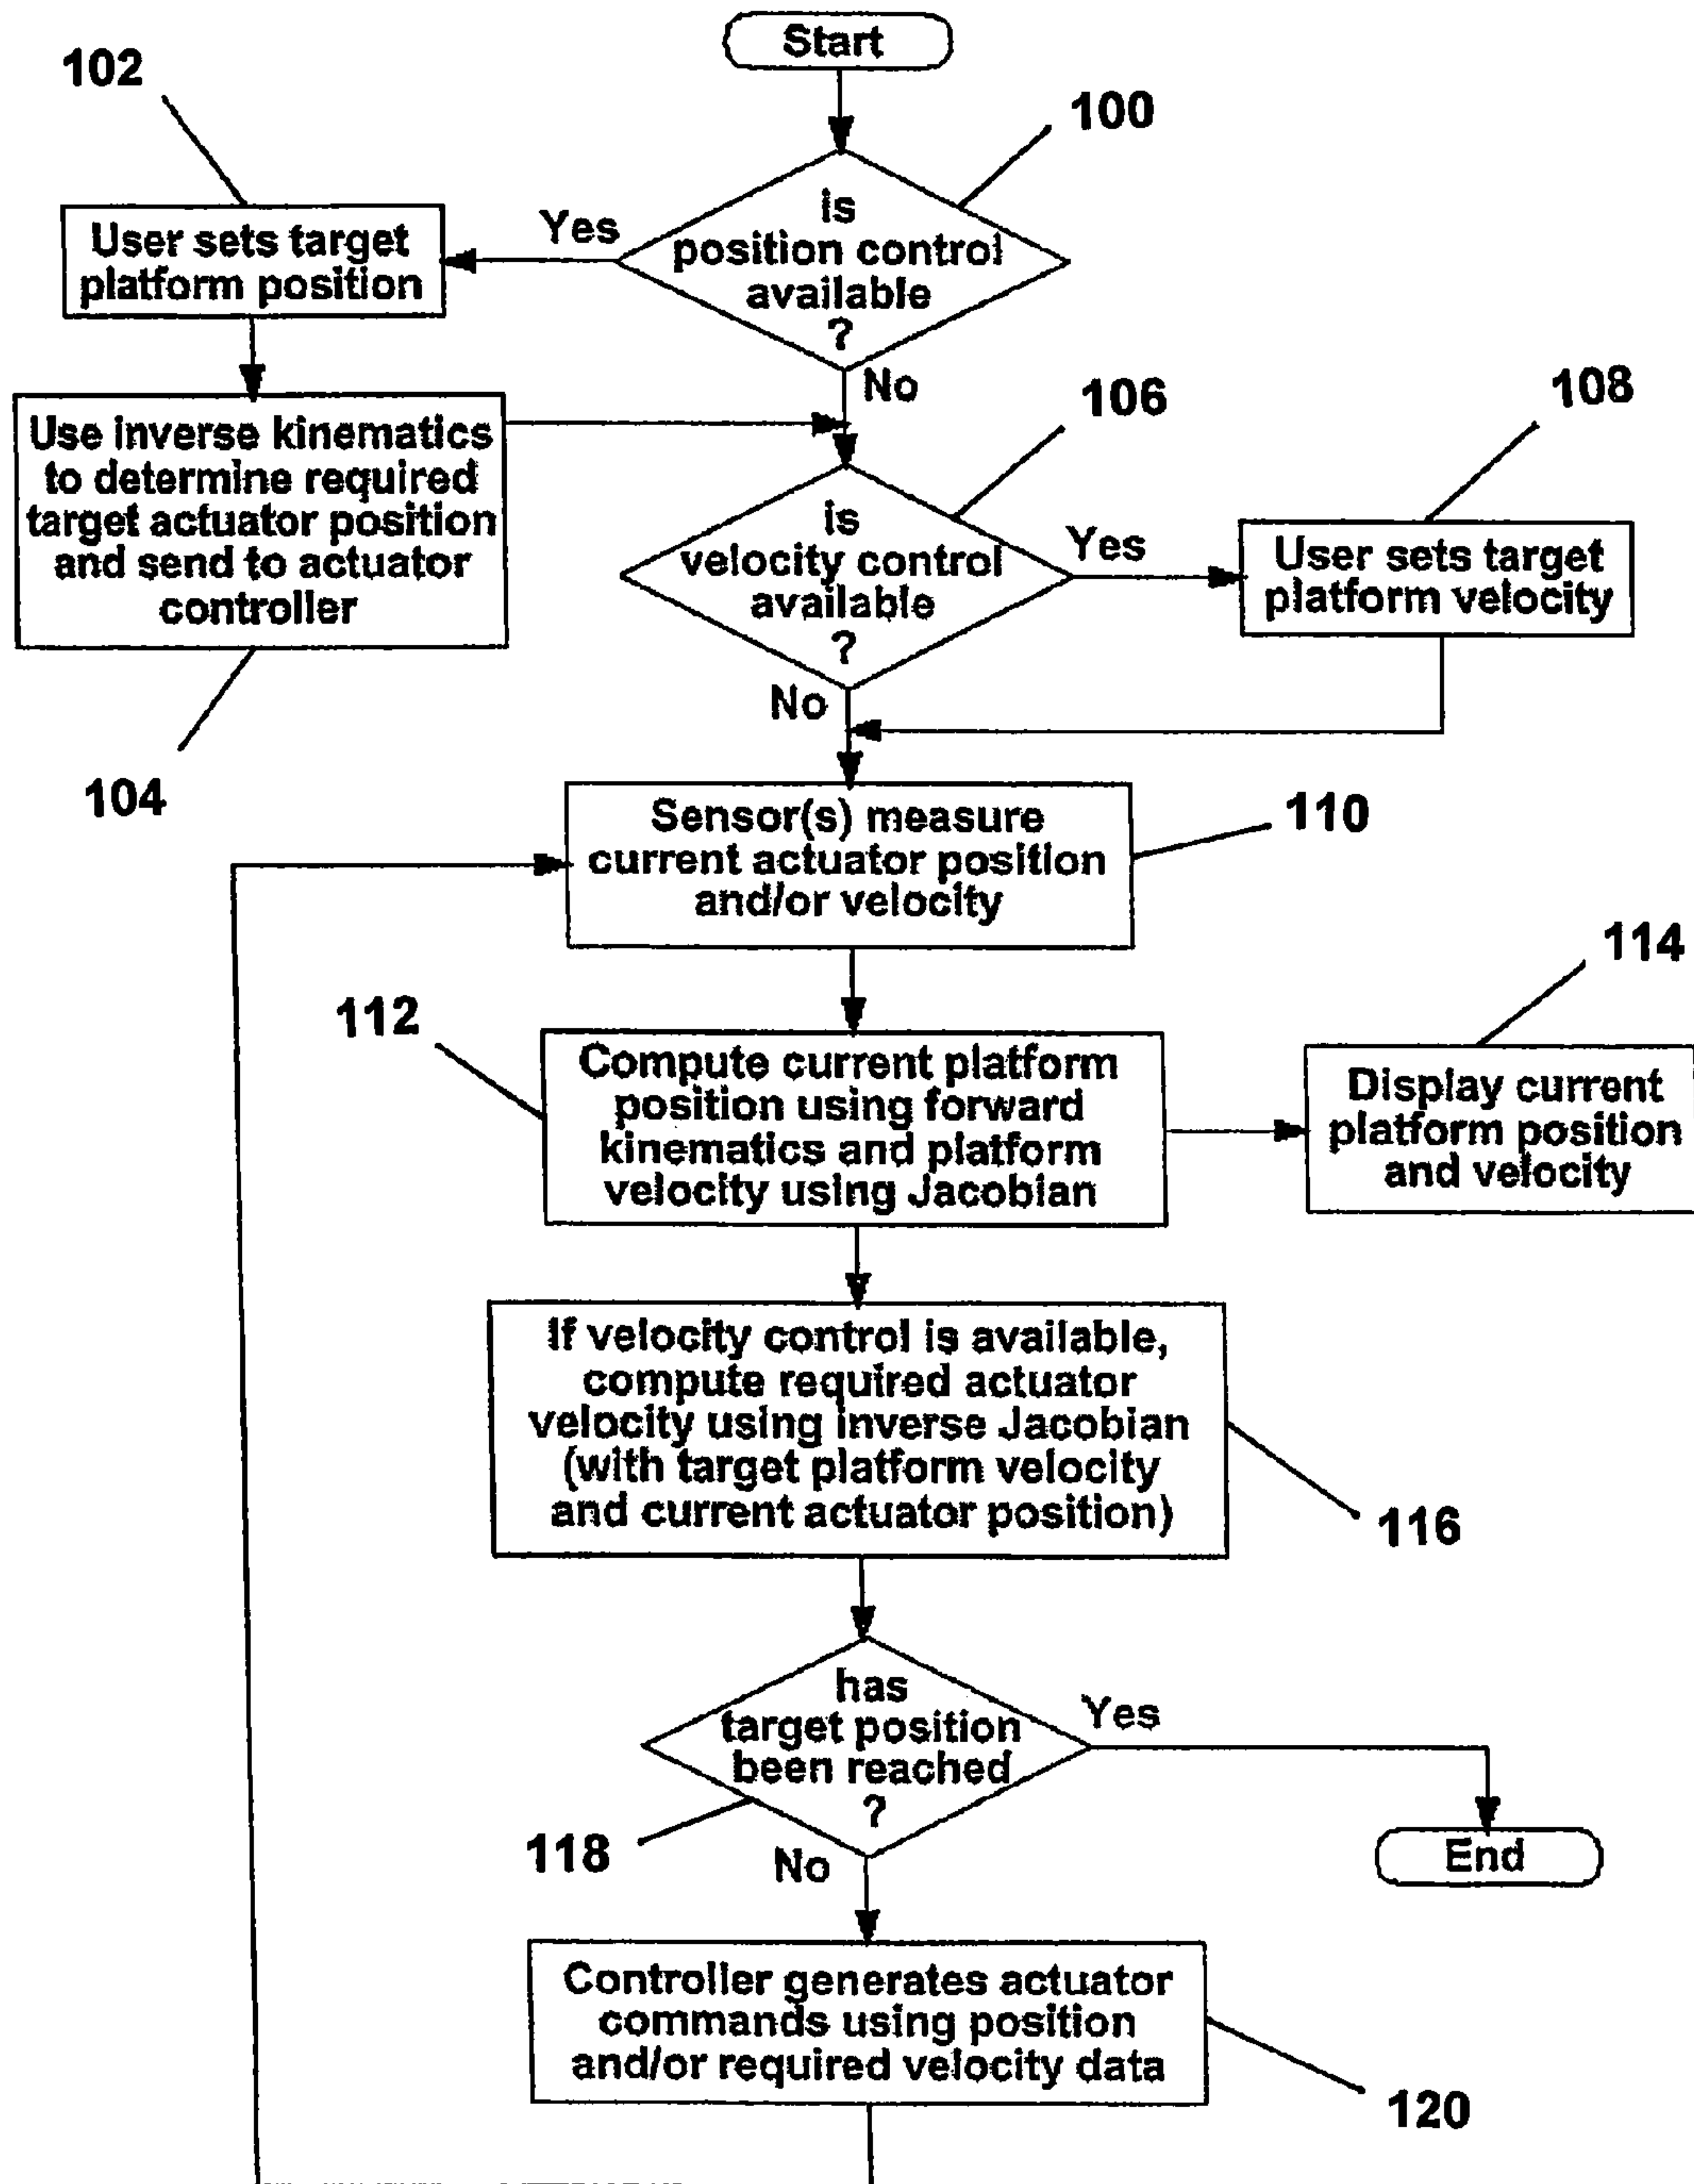 Start
102
100
is
position control
available
?
Yes
User sets target
platform position
No
Use inverse kinematics
to determine required
target actuator position
and send to actuator
controller
104
106
is
velocity control
available
?
Yes
108
User sets target
platform velocity
No
Sensor(s) measure
current actuator position
and/or velocity
110
112
Compute current platform
position using forward
kinematics and platform
velocity using Jacobian
114
Display current
platform position
and velocity
If velocity control is available,
compute required actuator
velocity using inverse Jacobian
(with target platform velocity
and current actuator position)
116
has
target position
been reached
?
Yes
118
No
End
Controller generates actuator
commands using position
and/or required velocity data
120